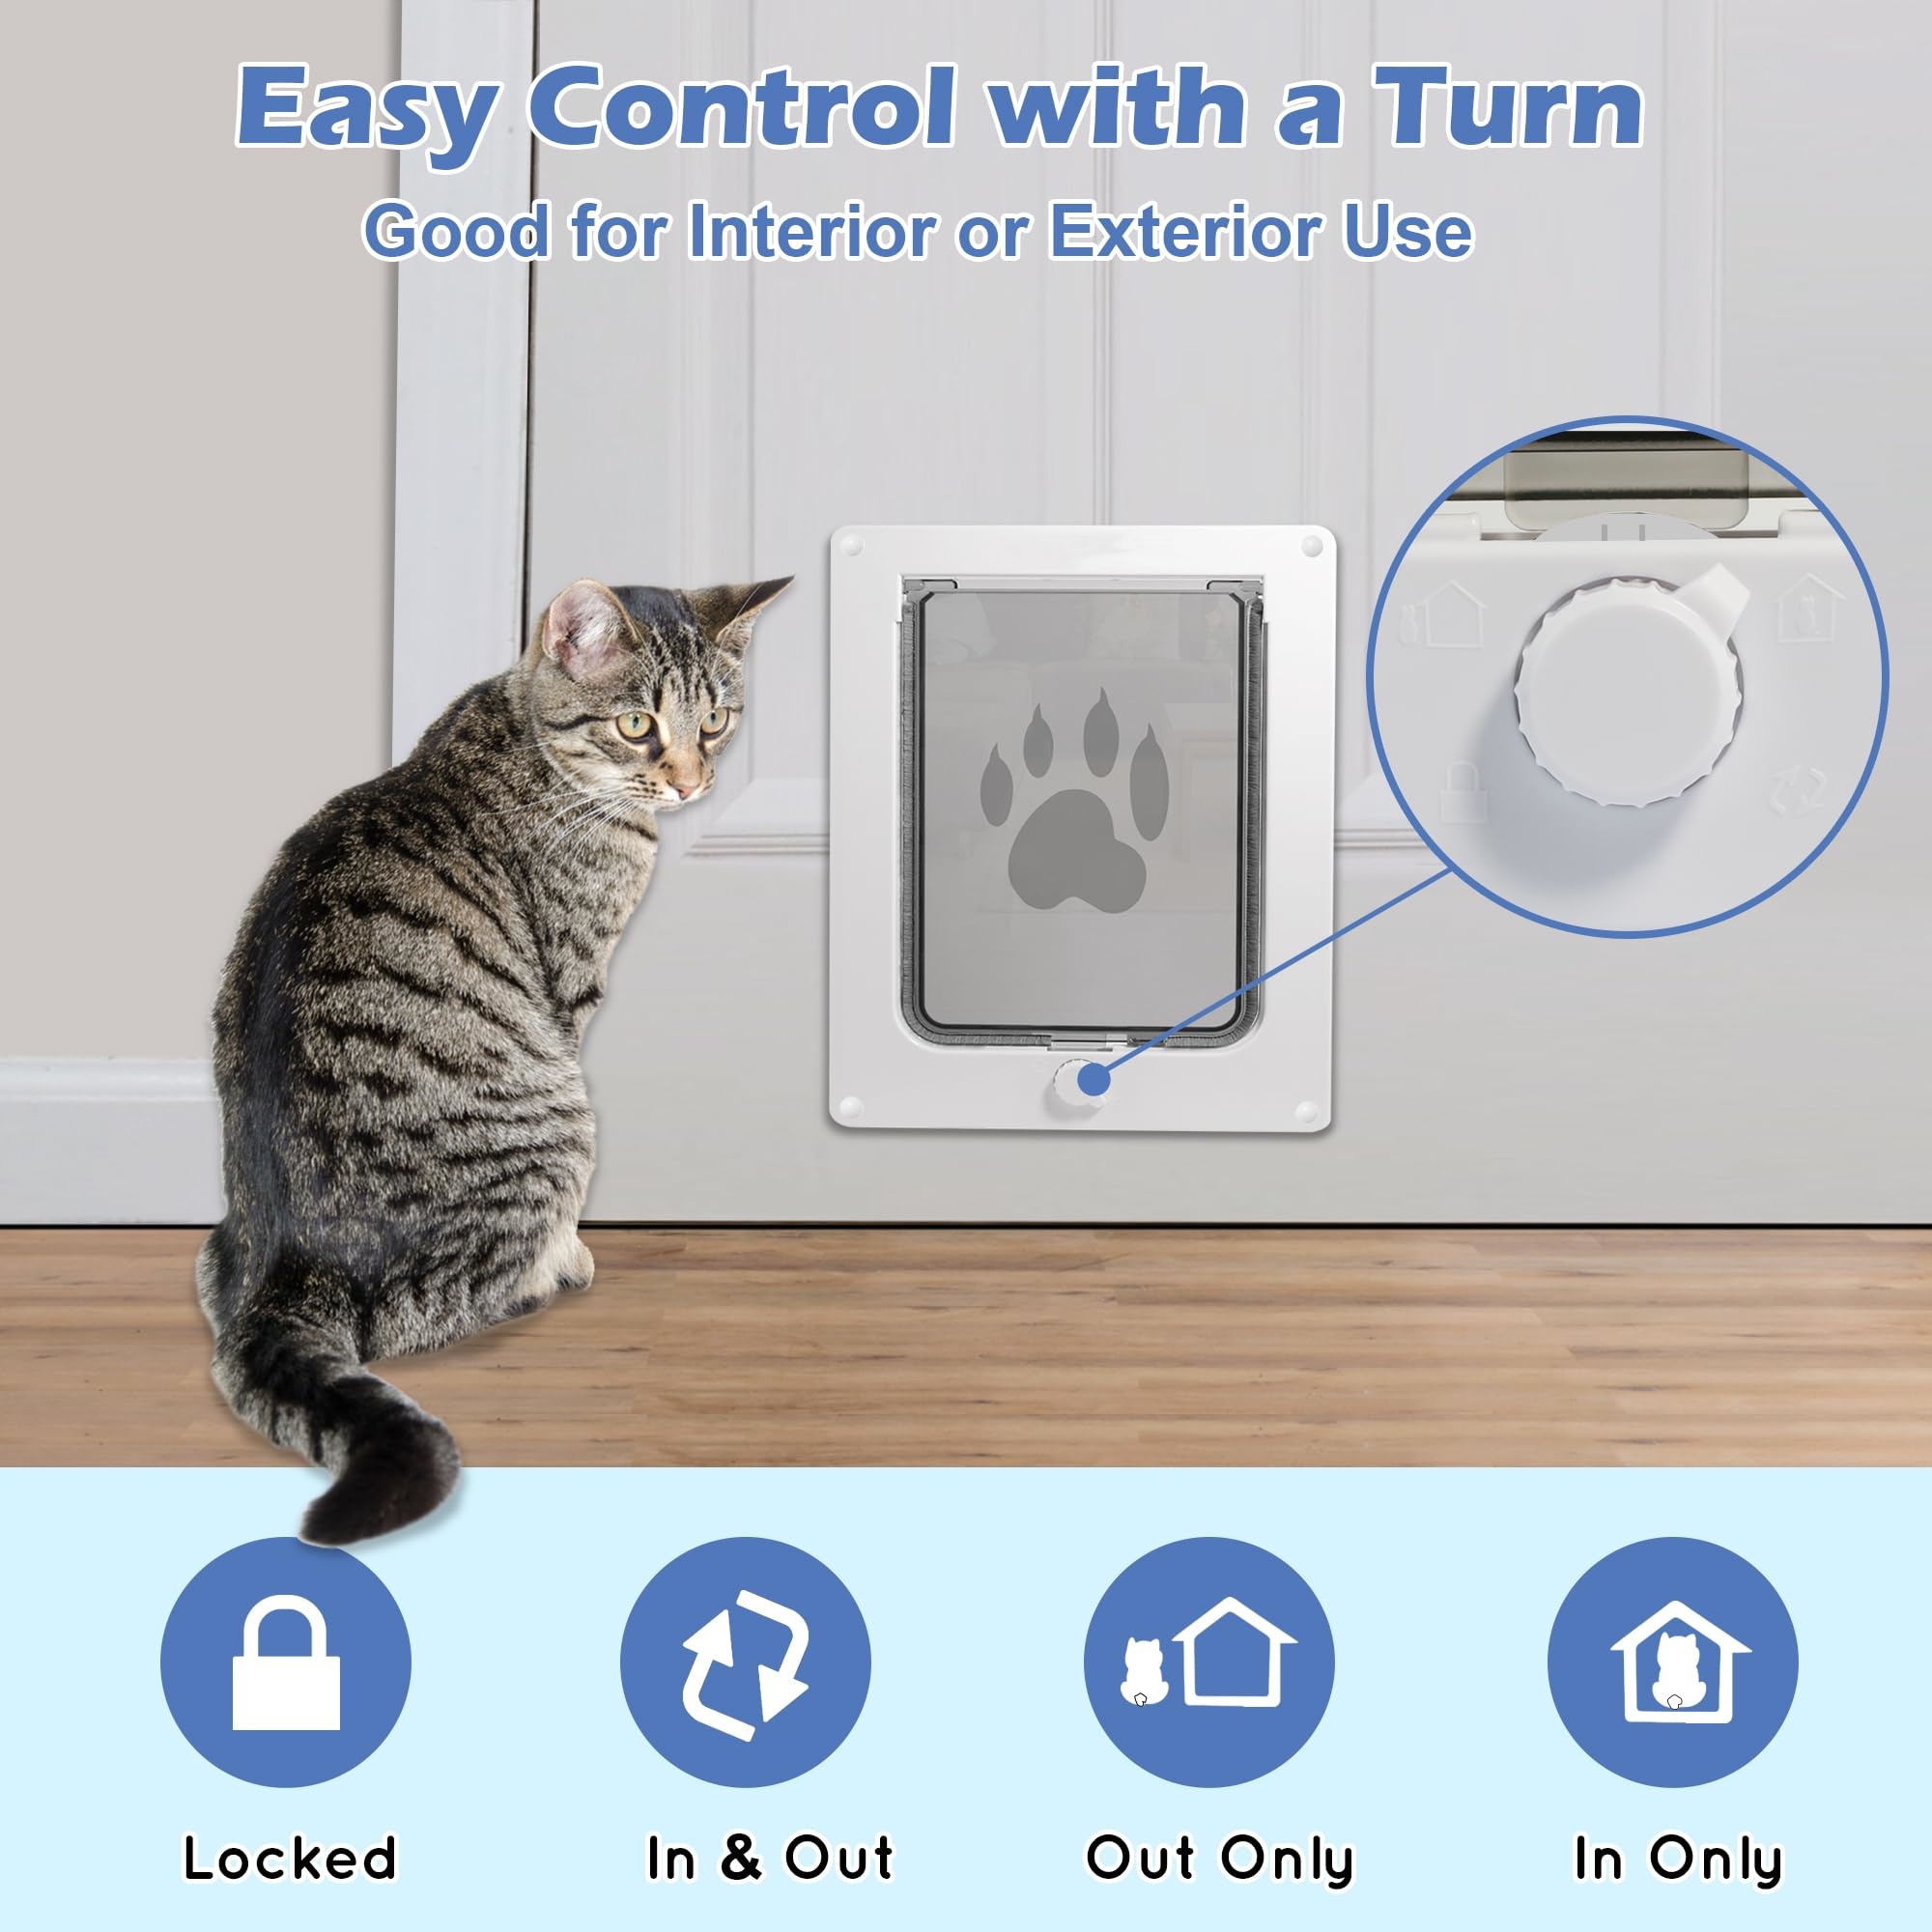 Easy Control with a Turn
Good for Interior or Exterior Use
Locked
In & Out
Out Only
In Only